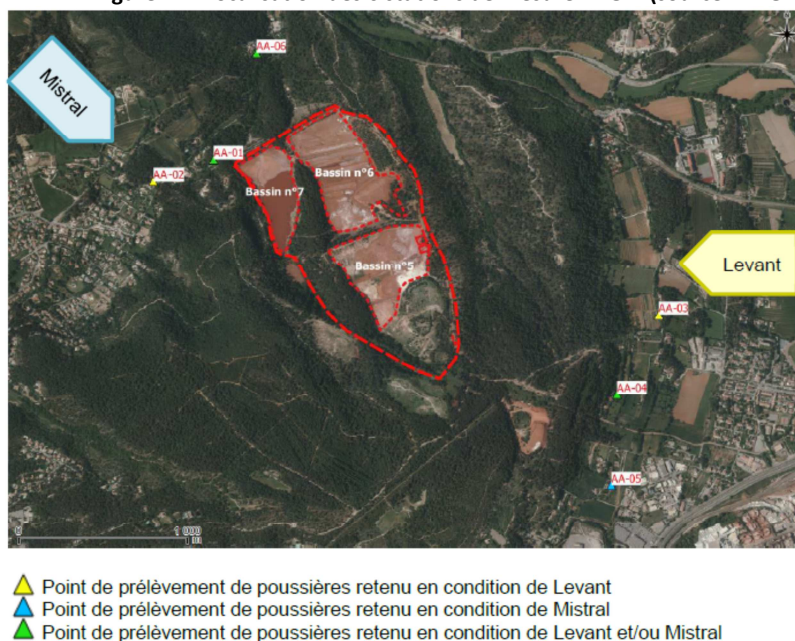 AA-06
Mistral
AA-01
AA-02
Bassin n°6
Bassin n°7
Levant
Bassin n°5
AA-03
AA-04
AA-05
Point de prélèvement de poussières retenu en condition de Levant
Point de prélèvement de poussières retenu en condition de Mistral
Point de prélèvement de poussières retenu en condition de Levant et/ou Mistral